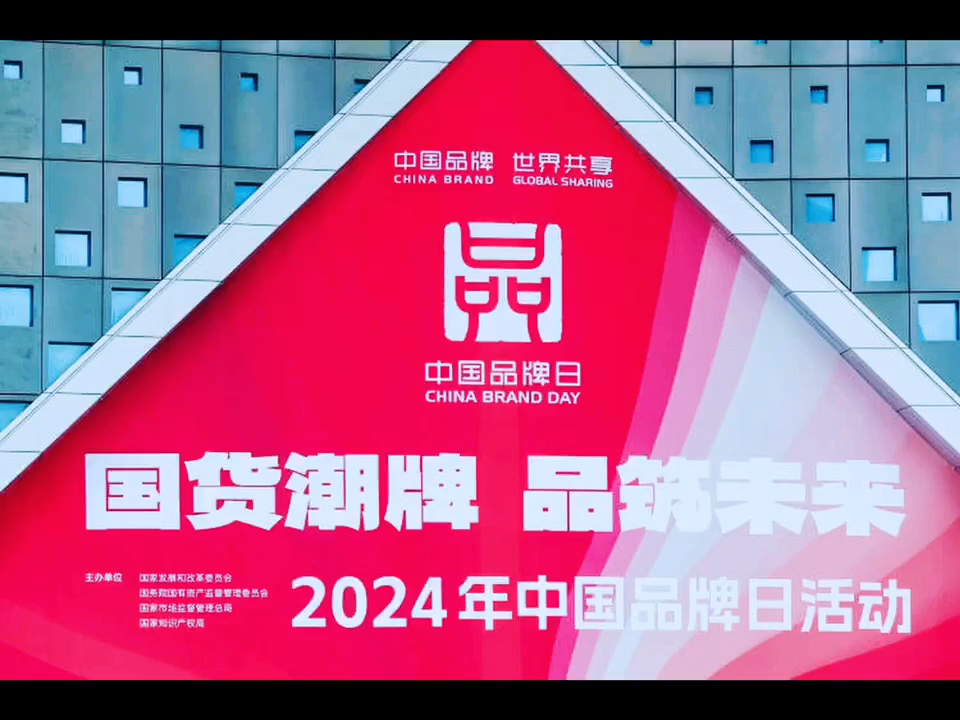 中国品牌 世界共享
CHINA BRAND GLOBAL SHARING
品
中国品牌日
CHINA BRAND DAY
国货潮牌 品筑未来
主办单位 国家发展和改革委员会
国务院国有资产监督管理委员会
国家市场监督管理总局
国家知识产权局
2024年中国品牌日活动